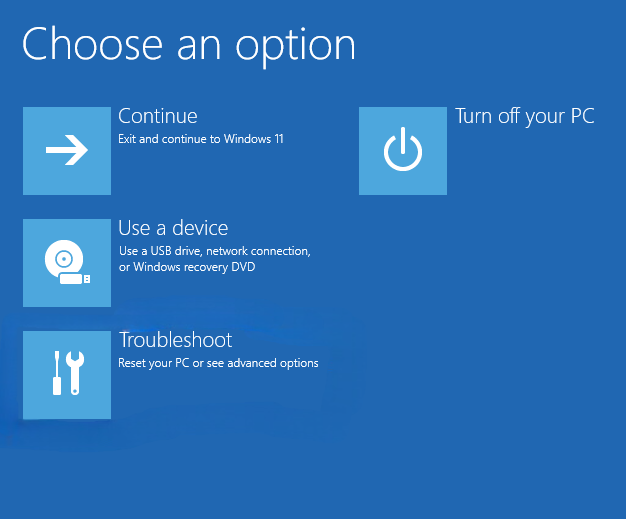 Choose an option
Continue
Exit and continue to Windows 11
Turn off your PC
Use a device
Use a USB drive, network connection,
or Windows recovery DVD
Troubleshoot
Reset your PC or see advanced options